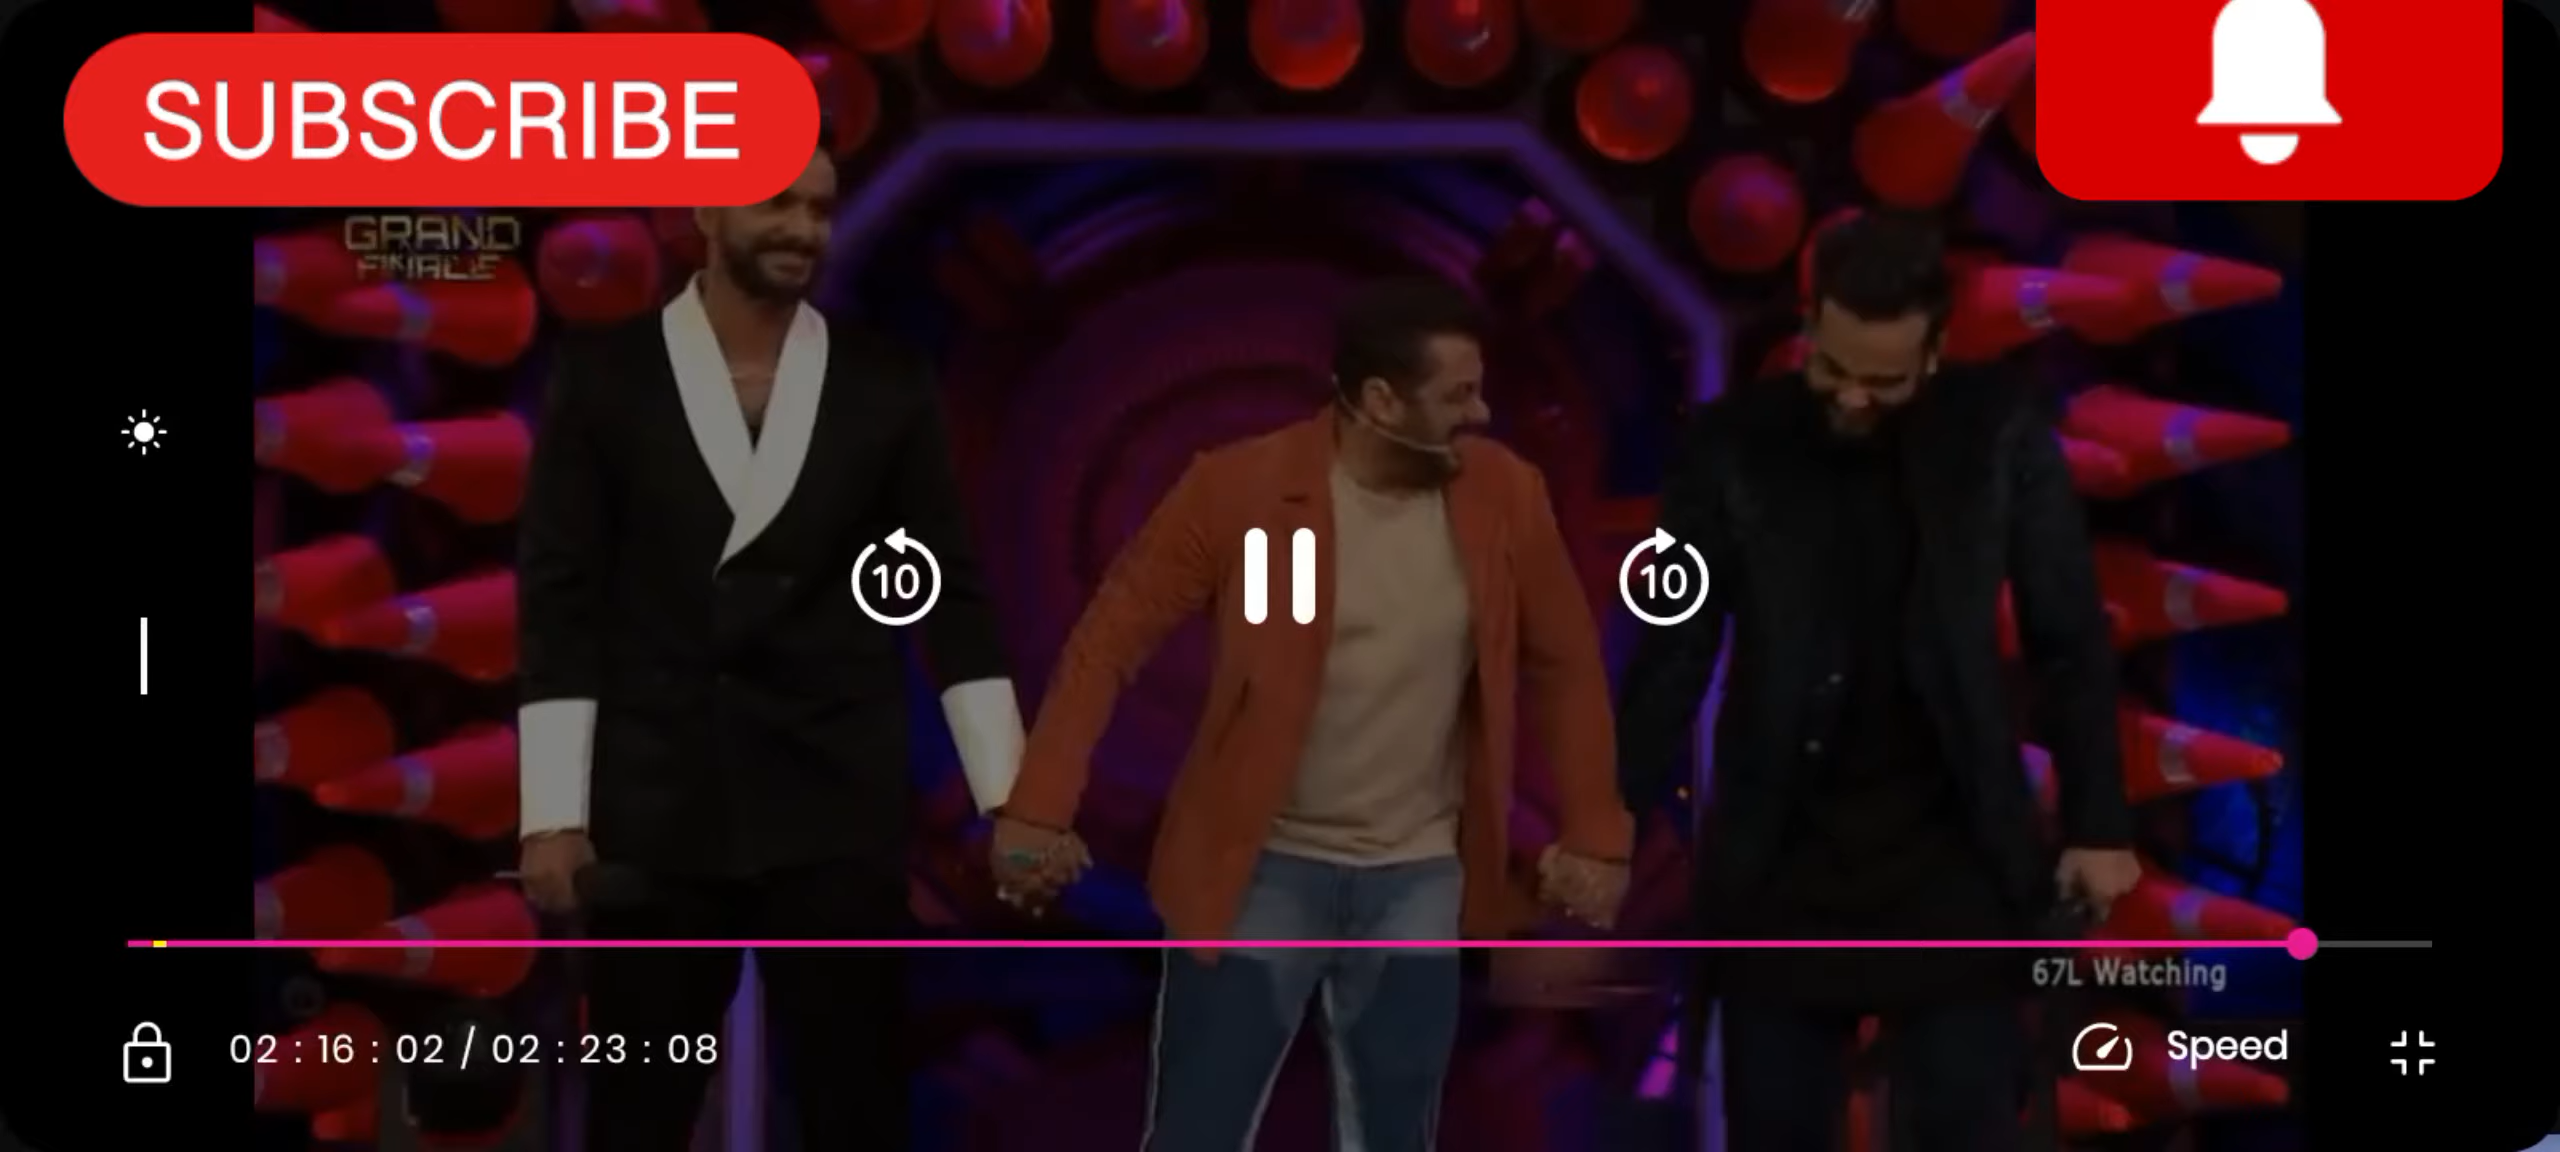 SUBSCRIBE
GRAND
FINALE
10
10
67L Watching
02 : 16 : 02 / 02 : 23 : 08
Speed